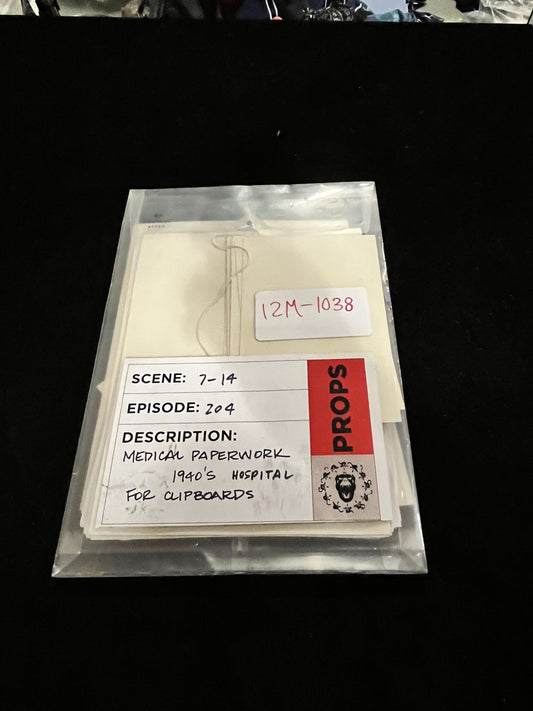 12M-1038
SCENE: 7-14
EPISODE: 204
DESCRIPTION:
MEDICAL PAPERWORK
1940's HOSPITAL
FOR CLIPBOARDS
PROPS